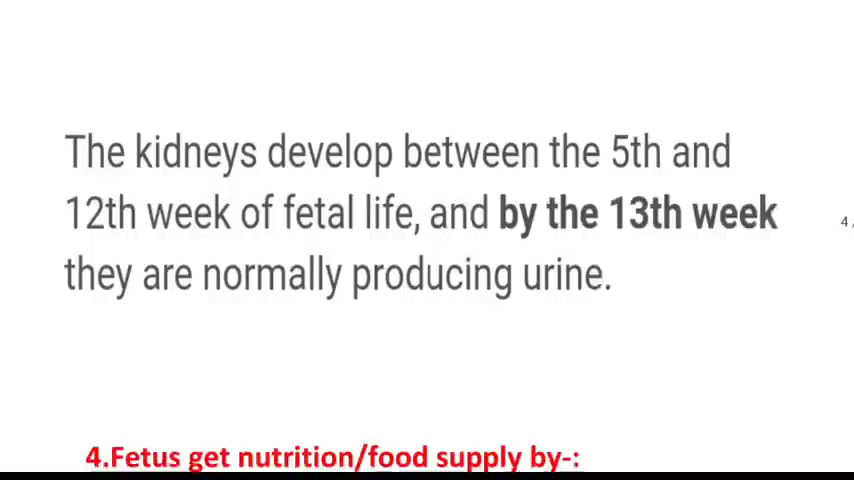 The kidneys develop between the 5th and
12th week of fetal life, and by the 13th week
4
they are normally producing urine.
4.Fetus get nutrition/food supply by-: